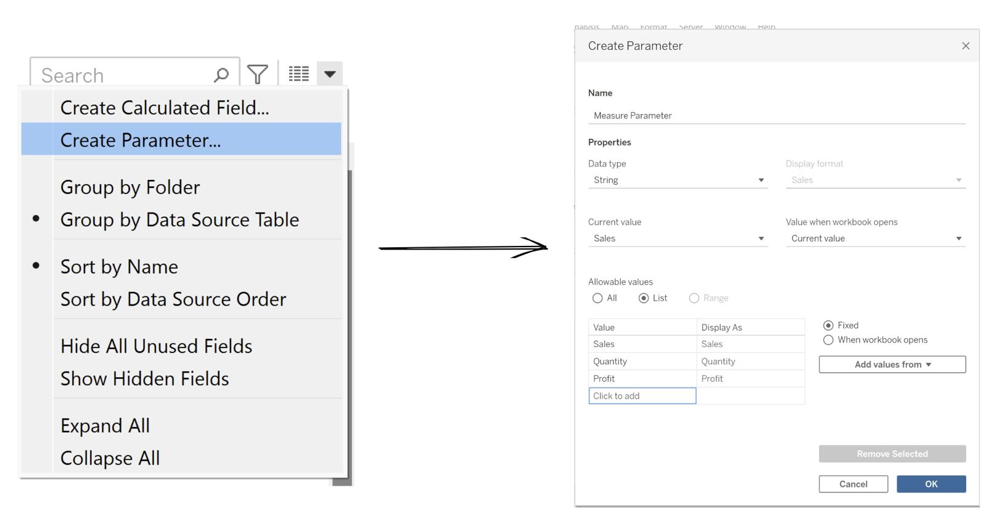 Search
Create Calculated Field...
Create Parameter...
Group by Folder
Group by Data Source Table
Sort by Name
Sort by Data Source Order
Hide All Unused Fields
Show Hidden Fields
Expand All
Collapse All
nalysis Map Format Server Window Help
Create Parameter
Name
Measure Parameter
Properties
Data type Display format
String Sales
Current value Value when workbook opens
Sales Current value
Allowable values
All List Range
Value Display As
Sales Sales
Quantity Quantity
Profit Profit
Click to add
Fixed
When workbook opens
Add values from
Remove Selected
Cancel OK